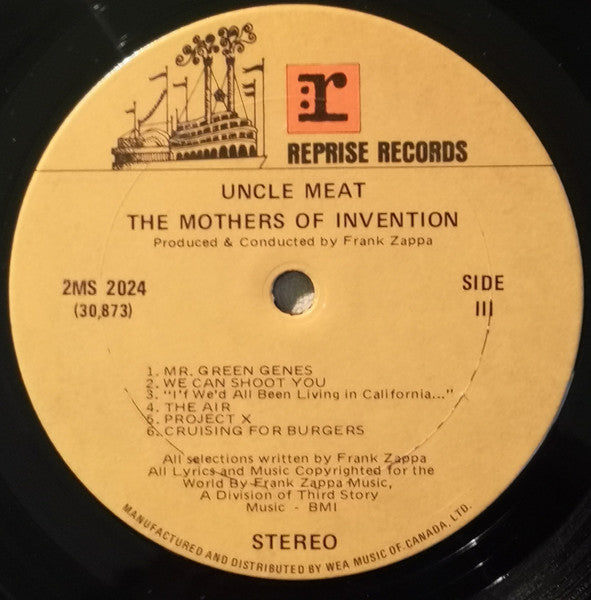 :r
REPRISE RECORDS
UNCLE MEAT
THE MOTHERS OF INVENTION
Produced & Conducted by Frank Zappa
2MS 2024
(30,873)
SIDE
III
1. MR. GREEN GENES
2. WE CAN SHOOT YOU
3. "I'f We'd All Been Living in California..."
4. THE AIR
5. PROJECT X
6. CRUISING FOR BURGERS
All selections written by Frank Zappa
All Lyrics and Music Copyrighted for the
World By Frank Zappa Music,
A Division of Third Story
Music - BMI
STEREO
MANUFACTURED AND DISTRIBUTED BY WEA MUSIC OF CANADA, LTD.